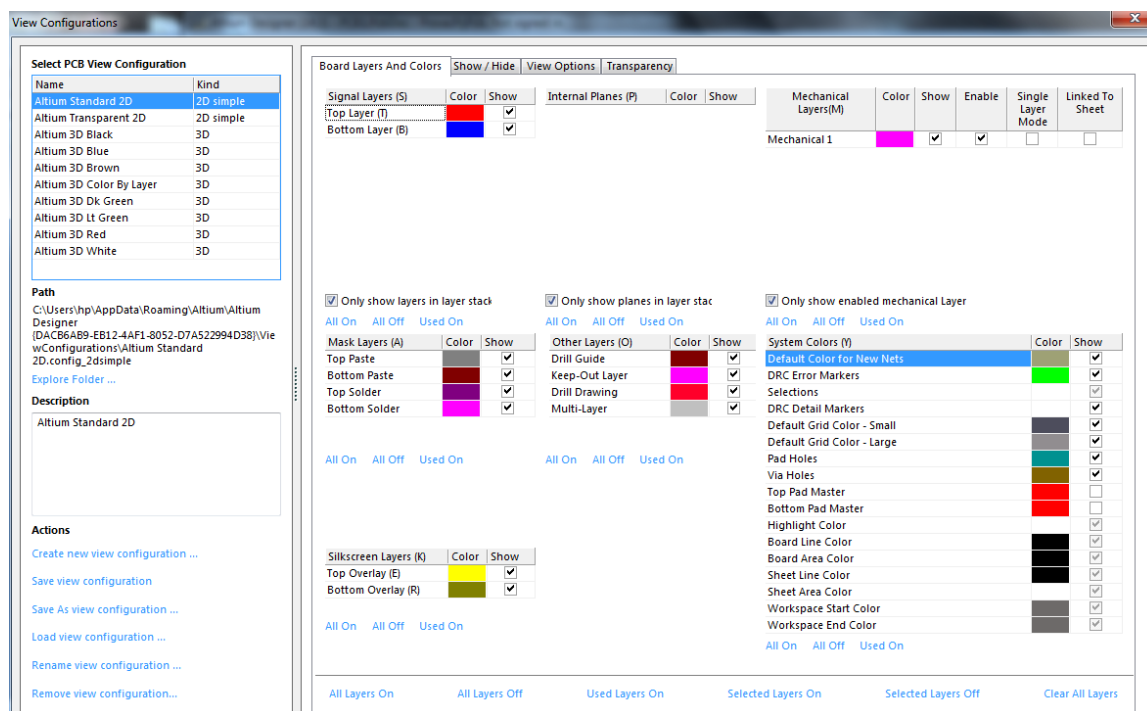 View Configurations
Select PCB View Configuration
Name Kind
Altium Standard 2D 2D simple
Altium Transparent 2D 2D simple
Altium 3D Black 3D
Altium 3D Blue 3D
Altium 3D Brown 3D
Altium 3D Color By Layer 3D
Altium 3D Dk Green 3D
Altium 3D Lt Green 3D
Altium 3D Red 3D
Altium 3D White 3D
Path
C:\Users\hp\AppData\Roaming\Altium\Altium
Designer
{DACB6AB9-EB12-4AF1-8052-D7A522994D38}\Vie
wConfigurations\Altium Standard
2D.config_2dsimple
Explore Folder ...
Description
Altium Standard 2D
Actions
Create new view configuration ...
Save view configuration
Save As view configuration ...
Load view configuration ...
Rename view configuration ...
Remove view configuration...
Board Layers And Colors Show / Hide View Options Transparency
Signal Layers (S) Color Show
Top Layer (T)
Bottom Layer (B)
Only show layers in layer stack
All On All Off Used On
Internal Planes (P) Color Show
Only show planes in layer stac
All On All Off Used On
Mechanical Color Show Enable Single Linked To
Layers(M) Layer Sheet
Mode
Mechanical 1
Only show enabled mechanical Layer
All On All Off Used On
Mask Layers (A) Color Show
Top Paste
Bottom Paste
Top Solder
Bottom Solder
All On All Off Used On
Other Layers (O) Color Show
Drill Guide
Keep-Out Layer
Drill Drawing
Multi-Layer
All On All Off Used On
System Colors (Y) Color Show
Default Color for New Nets
DRC Error Markers
Selections
DRC Detail Markers
Default Grid Color - Small
Default Grid Color - Large
Pad Holes
Via Holes
Top Pad Master
Bottom Pad Master
Highlight Color
Board Line Color
Board Area Color
Sheet Line Color
Sheet Area Color
Workspace Start Color
Workspace End Color
All On All Off Used On
Silkscreen Layers (K) Color Show
Top Overlay (E)
Bottom Overlay (R)
All On All Off Used On
All Layers On All Layers Off Used Layers On Selected Layers On Selected Layers Off Clear All Layers